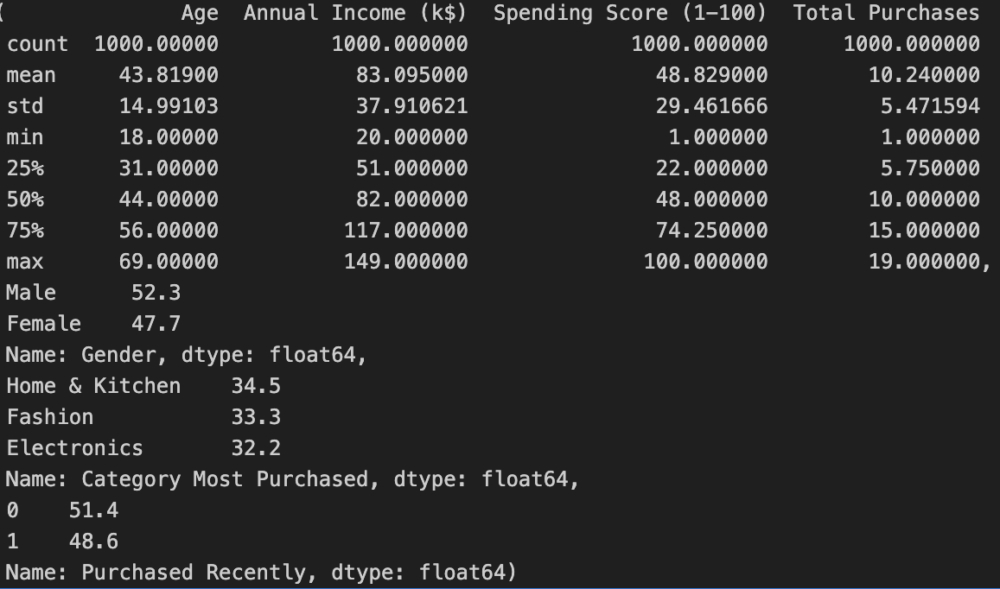 (              Age  Annual Income (k$)  Spending Score (1-100)  Total Purchases
count  1000.00000         1000.000000             1000.000000      1000.000000
mean     43.81900           83.095000               48.829000        10.240000
std      14.99103           37.910621               29.461666         5.471594
min      18.00000           20.000000                1.000000         1.000000
25%      31.00000           51.000000               22.000000         5.750000
50%      44.00000           82.000000               48.000000        10.000000
75%      56.00000          117.000000               74.250000        15.000000
max      69.00000          149.000000              100.000000        19.000000,
Male      52.3
Female    47.7
Name: Gender, dtype: float64,
Home & Kitchen    34.5
Fashion           33.3
Electronics       32.2
Name: Category Most Purchased, dtype: float64,
0    51.4
1    48.6
Name: Purchased Recently, dtype: float64)